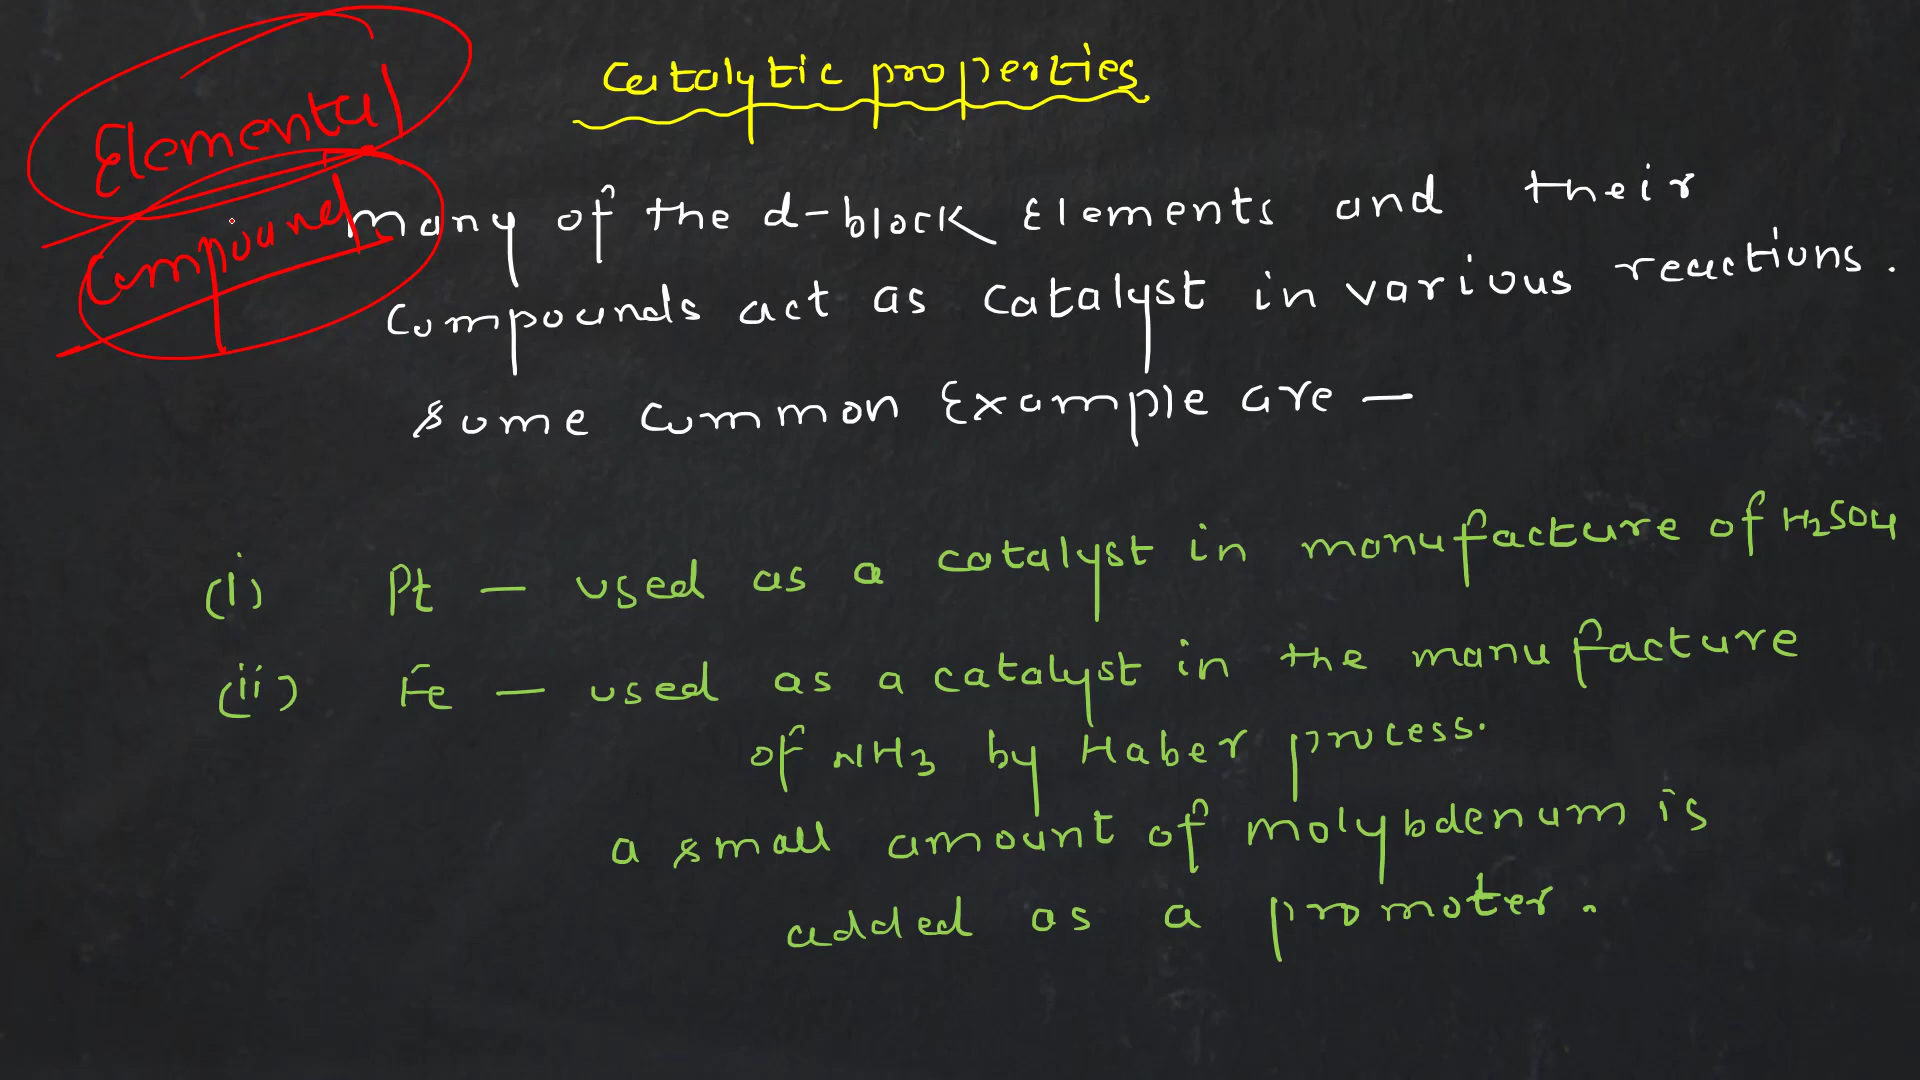 Elemental
Compound
Catalytic properties
many of the d-block Elements and their
Compounds act as catalyst in various reactions.
Some common Example are —
(i) Pt — used as a catalyst in manufacture of H₂SO₄
(ii) Fe — used as a catalyst in the manufacture
of NH₃ by Haber process.
a small amount of molybdenum is
added as a promoter.